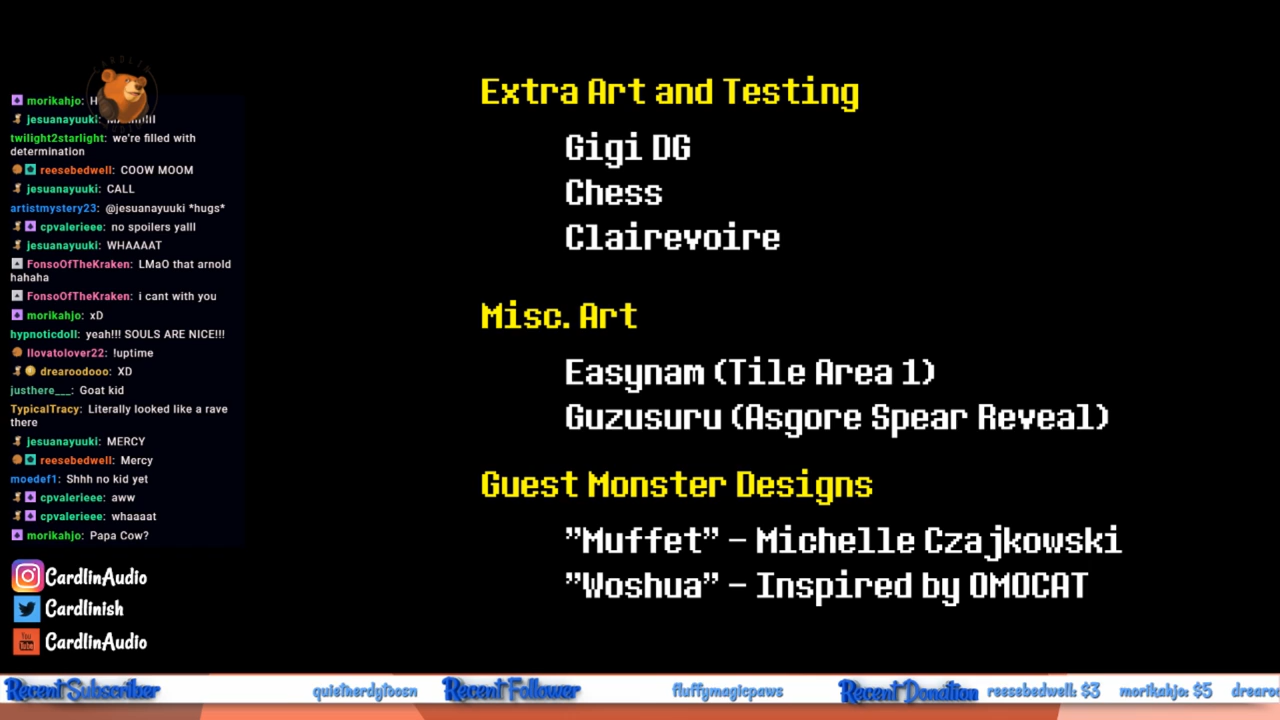 CARDLIN
morikahjo: H
jesuanayuuki:
twilight2starlight: we're filled with
determination
reesebedwell: COOW MOOM
jesuanayuuki: CALL
artistmystery23: @jesuanayuuki *hugs*
cpvalerieee: no spoilers yalll
jesuanayuuki: WHAAAAT
FonsoOfTheKraken: LMaO that arnold
hahaha
FonsoOfTheKraken: i cant with you
morikahjo: xD
hypnoticdoll: yeah!!! SOULS ARE NICE!!!
llovatolover22: !uptime
drearoodooo: XD
justhere___: Goat kid
TypicalTracy: Literally looked like a rave
there
jesuanayuuki: MERCY
reesebedwell: Mercy
moedef1: Shhh no kid yet
cpvalerieee: aww
cpvalerieee: whaaaat
morikahjo: Papa Cow?
CardlinAudio
Cardlinish
CardlinAudio
Extra Art and Testing
Gigi DG
Chess
Clairevoire
Misc. Art
Easynam (Tile Area 1)
Guzusuru (Asgore Spear Reveal)
Guest Monster Designs
"Muffet" - Michelle Czajkowski
"Woshua" - Inspired by OMOCAT
Recent Subscriber quietnerdytoosn Recent Follower fluffymagicpaws Recent Donation reesebedwell: $3 morikahjo: $5 drearoo